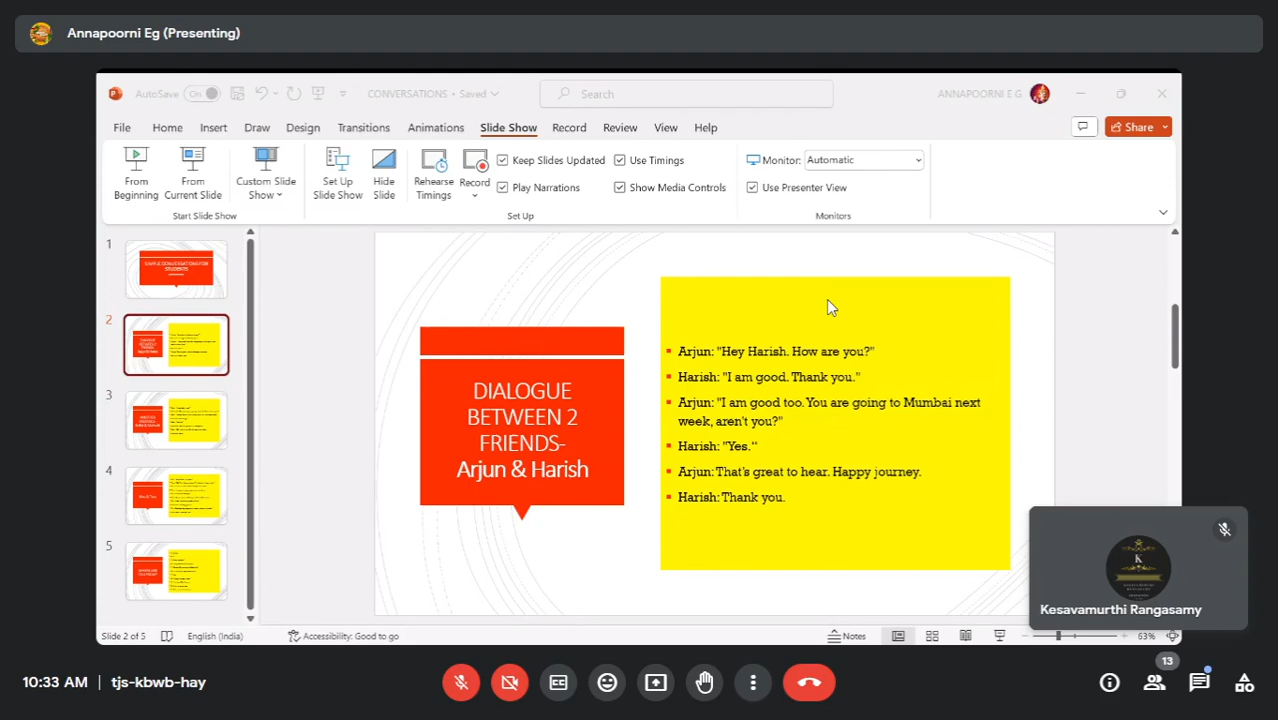 Annapoorni Eg (Presenting)
AutoSave On
CONVERSATIONS • Saved
Search
ANNAPOORNI E G
File Home Insert Draw Design Transitions Animations Slide Show Record Review View Help
Share
From Beginning
From Current Slide
Custom Slide Show
Set Up Slide Show
Hide Slide
Rehearse Timings
Record
Keep Slides Updated
Play Narrations
Use Timings
Show Media Controls
Monitor: Automatic
Use Presenter View
Start Slide Show
Set Up
Monitors
1
SAMPLE CONVERSATIONS FOR STUDENTS
2
3
4
5
DIALOGUE
BETWEEN 2
FRIENDS-
Arjun & Harish
Arjun: "Hey Harish. How are you?"
Harish: "I am good. Thank you."
Arjun: "I am good too. You are going to Mumbai next
week, aren't you?"
Harish: "Yes."
Arjun: That's great to hear. Happy journey.
Harish: Thank you.
K
Kesavamurthi Rangasamy
Slide 2 of 5
English (India)
Accessibility: Good to go
Notes
63%
10:33 AM | tjs-kbwb-hay
CC
13